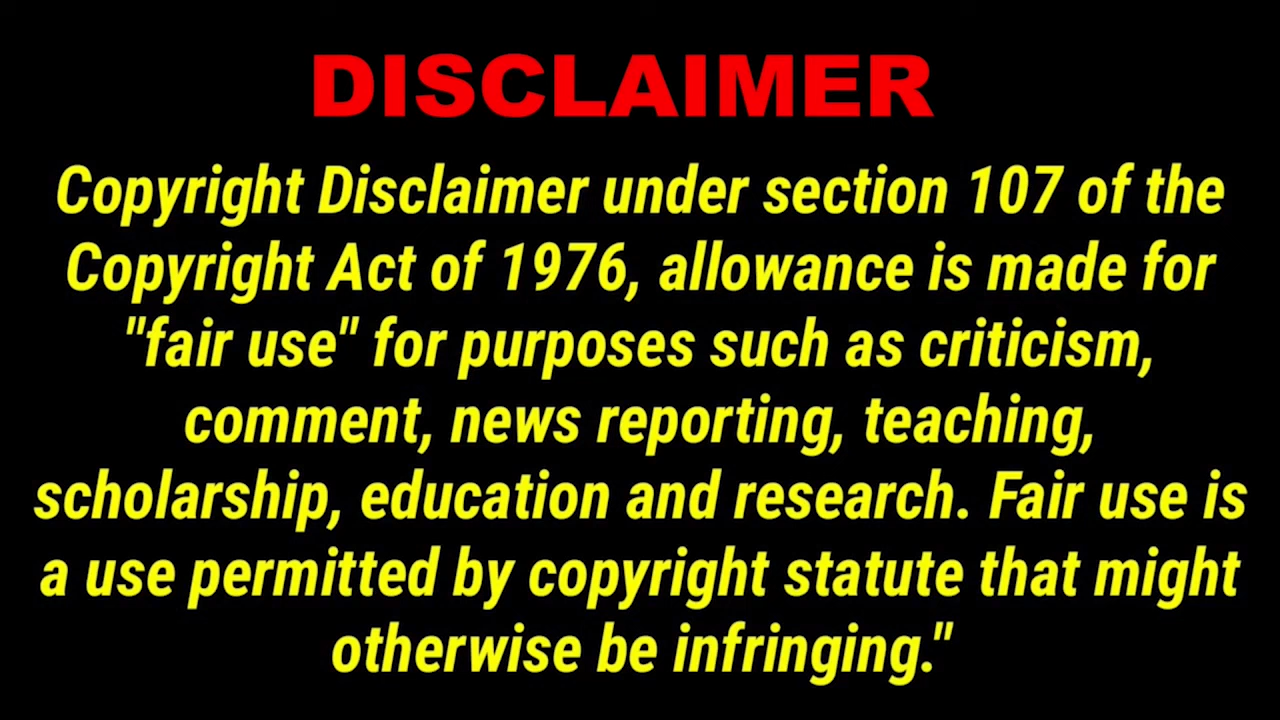 DISCLAIMER
Copyright Disclaimer under section 107 of the
Copyright Act of 1976, allowance is made for
"fair use" for purposes such as criticism,
comment, news reporting, teaching,
scholarship, education and research. Fair use is
a use permitted by copyright statute that might
otherwise be infringing."